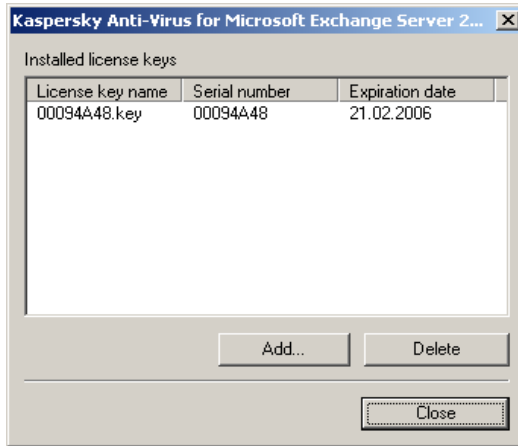 Kaspersky Anti-Virus for Microsoft Exchange Server 2...
Installed license keys
License key name Serial number Expiration date
00094A48.key 00094A48 21.02.2006
Add... Delete
Close